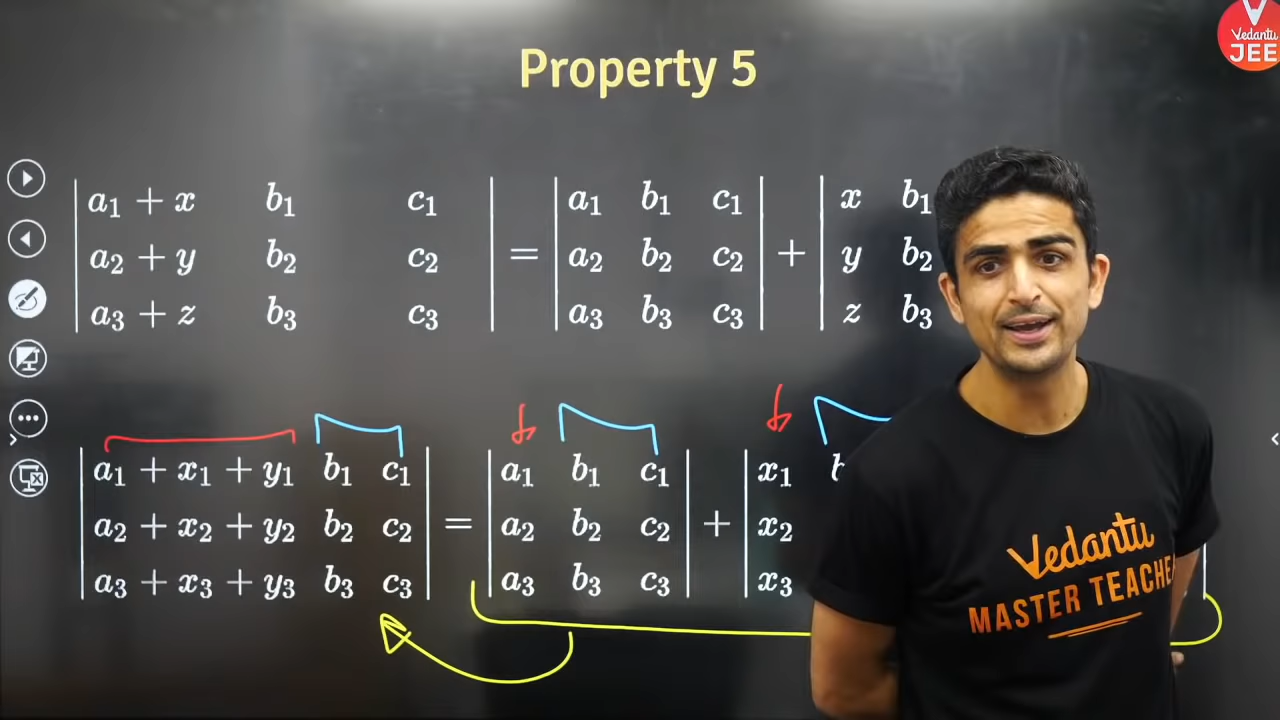 Property 5
Vedantu
JEE
a₁ + x b₁ c₁ = a₁ b₁ c₁ + x b₁
a₂ + y b₂ c₂ a₂ b₂ c₂ y b₂
a₃ + z b₃ c₃ a₃ b₃ c₃ z b₃
a₁ + x₁ + y₁ b₁ c₁ = a₁ b₁ c₁ + x₁
a₂ + x₂ + y₂ b₂ c₂ a₂ b₂ c₂ x₂
a₃ + x₃ + y₃ b₃ c₃ a₃ b₃ c₃ x₃
Vedantu
MASTER TEACHE